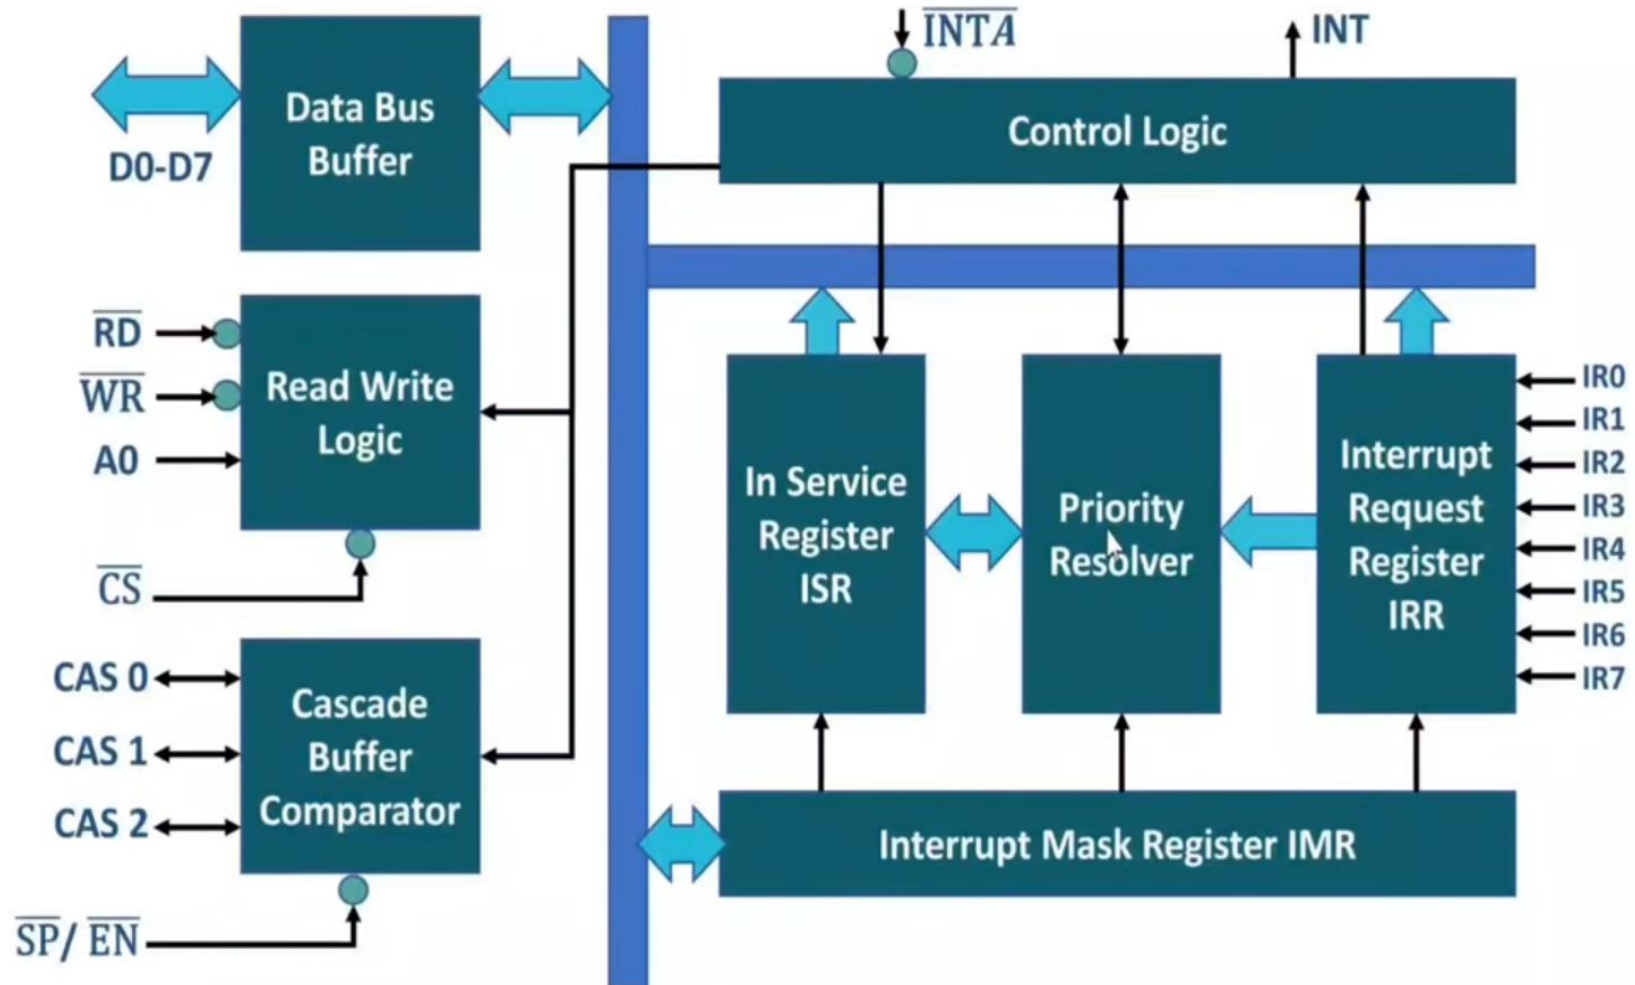 INTA
INT
Data Bus
Buffer
D0-D7
Control Logic
RD
WR
A0
Read Write
Logic
CS
In Service
Register
ISR
Priority
Resolver
Interrupt
Request
Register
IRR
IR0
IR1
IR2
IR3
IR4
IR5
IR6
IR7
CAS 0
CAS 1
CAS 2
Cascade
Buffer
Comparator
SP/ EN
Interrupt Mask Register IMR